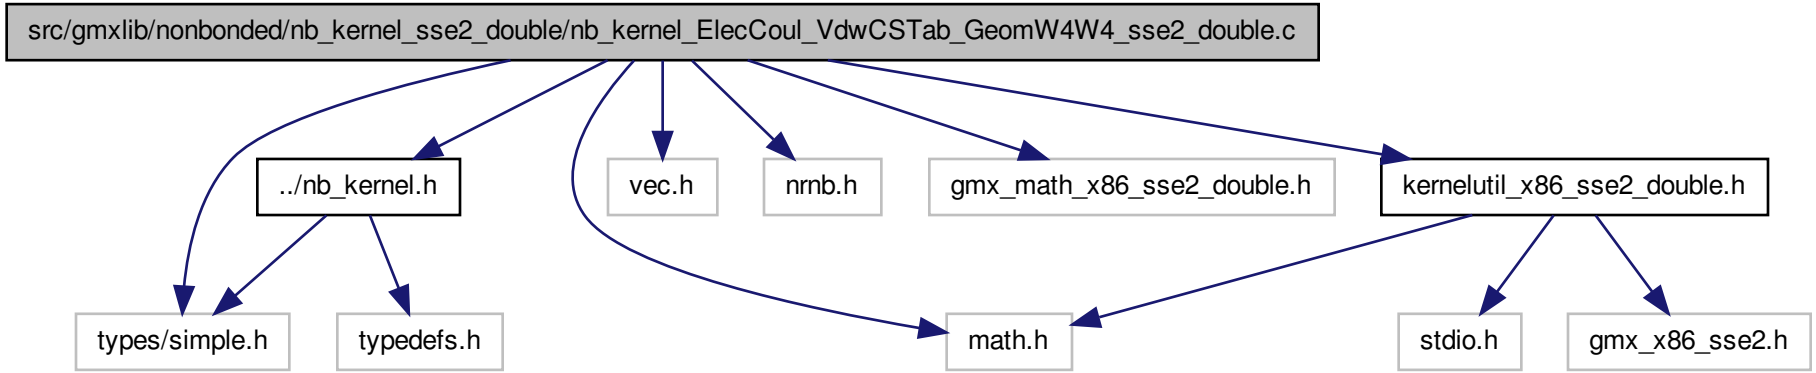 src/gmxlib/nonbonded/nb_kernel_sse2_double/nb_kernel_ElecCoul_VdwCSTab_GeomW4W4_sse2_double.c
../nb_kernel.h
vec.h
nrnb.h
gmx_math_x86_sse2_double.h
kernelutil_x86_sse2_double.h
types/simple.h
typedefs.h
math.h
stdio.h
gmx_x86_sse2.h